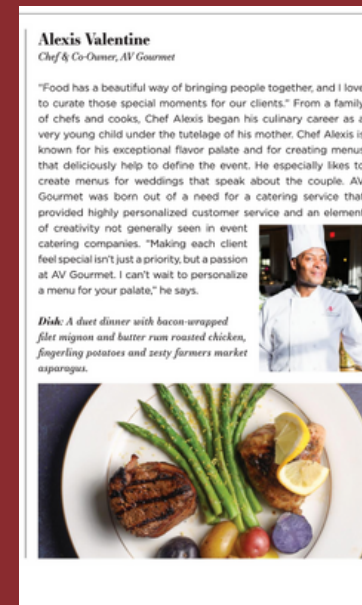 Alexis Valentine
Chef & Co-Owner, AV Gourmet
"Food has a beautiful way of bringing people together, and I love
to curate those special moments for our clients." From a family
of chefs and cooks, Chef Alexis began his culinary career as a
very young child under the tutelage of his mother. Chef Alexis is
known for his exceptional flavor palate and for creating menus
that deliciously help to define the event. He especially likes to
create menus for weddings that speak about the couple. AV
Gourmet was born out of a need for a catering service that
provided highly personalized customer service and an element
of creativity not generally seen in event
catering companies. "Making each client
feel special isn't just a priority, but a passion
at AV Gourmet. I can't wait to personalize
a menu for your palate," he says.
Dish: A duet dinner with bacon-wrapped
filet mignon and butter rum roasted chicken,
fingerling potatoes and zesty farmers market
asparagus.